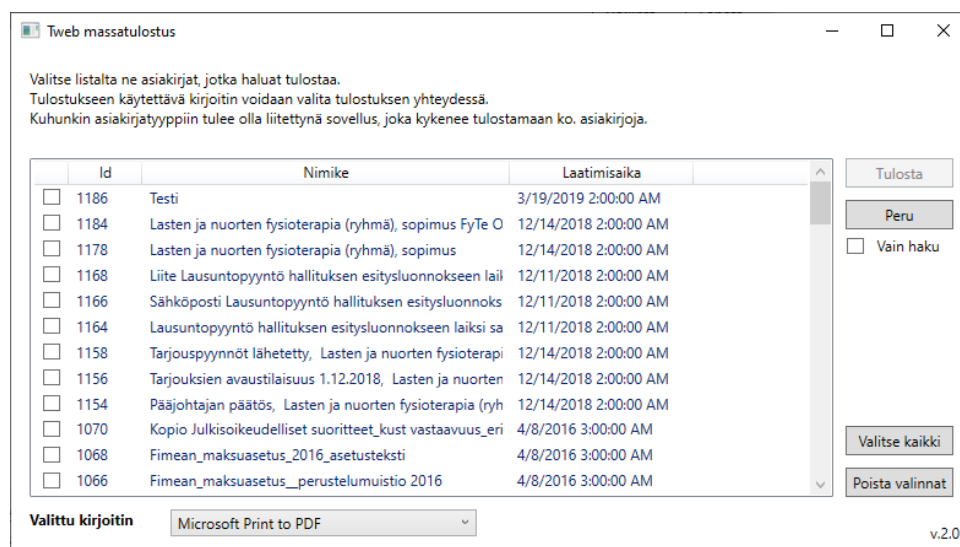 Tweb massatulostus
Valitse listalta ne asiakirjat, jotka haluat tulostaa.
Tulostukseen käytettävä kirjoitin voidaan valita tulostuksen yhteydessä.
Kuhunkin asiakirjatyyppiin tulee olla liitettynä sovellus, joka kykenee tulostamaan ko. asiakirjoja.
Id Nimike Laatimisaika
1186 Testi 3/19/2019 2:00:00 AM
1184 Lasten ja nuorten fysioterapia (ryhmä), sopimus FyTe O 12/14/2018 2:00:00 AM
1178 Lasten ja nuorten fysioterapia (ryhmä), sopimus 12/14/2018 2:00:00 AM
1168 Liite Lausuntopyyntö hallituksen esitysluonnokseen laik 12/11/2018 2:00:00 AM
1166 Sähköposti Lausuntopyyntö hallituksen esitysluonnoks 12/11/2018 2:00:00 AM
1164 Lausuntopyyntö hallituksen esitysluonnokseen laiksi sa 12/11/2018 2:00:00 AM
1158 Tarjouspyynnöt lähetetty, Lasten ja nuorten fysioterapi 12/14/2018 2:00:00 AM
1156 Tarjouksien avaustilaisuus 1.12.2018, Lasten ja nuorten 12/14/2018 2:00:00 AM
1154 Pääjohtajan päätös, Lasten ja nuorten fysioterapia (ryh 12/14/2018 2:00:00 AM
1070 Kopio Julkisoikeudelliset suoritteet_kust vastaavuus_eri 4/8/2016 3:00:00 AM
1068 Fimean_maksuasetus_2016_asetusteksti 4/8/2016 3:00:00 AM
1066 Fimean_maksuasetus__perustelumuistio 2016 4/8/2016 3:00:00 AM
Tulosta
Peru
Vain haku
Valitse kaikki
Poista valinnat
Valittu kirjoitin Microsoft Print to PDF
v.2.0